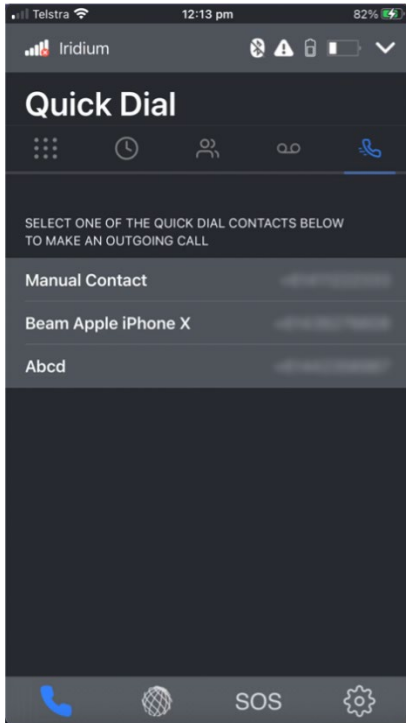 Telstra 12:13 pm 82%
Iridium
Quick Dial
SELECT ONE OF THE QUICK DIAL CONTACTS BELOW
TO MAKE AN OUTGOING CALL
Manual Contact
Beam Apple iPhone X
Abcd
SOS